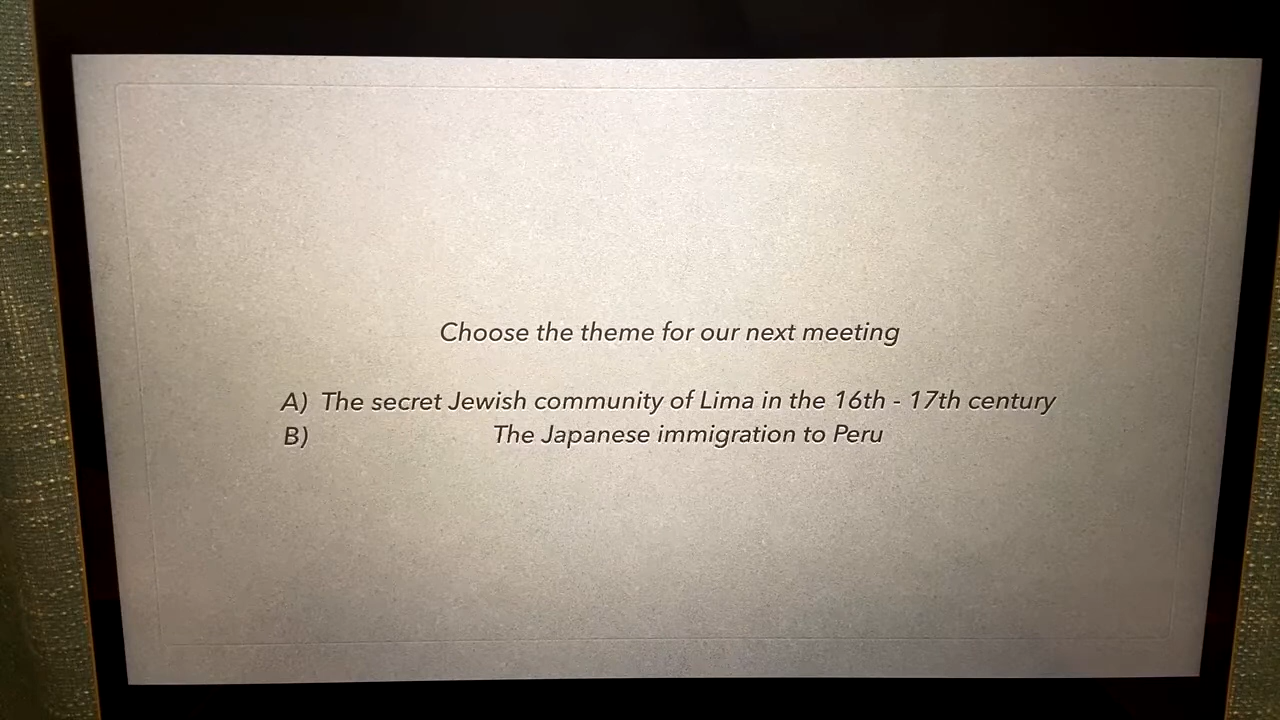 Choose the theme for our next meeting
A) The secret Jewish community of Lima in the 16th - 17th century
B) The Japanese immigration to Peru